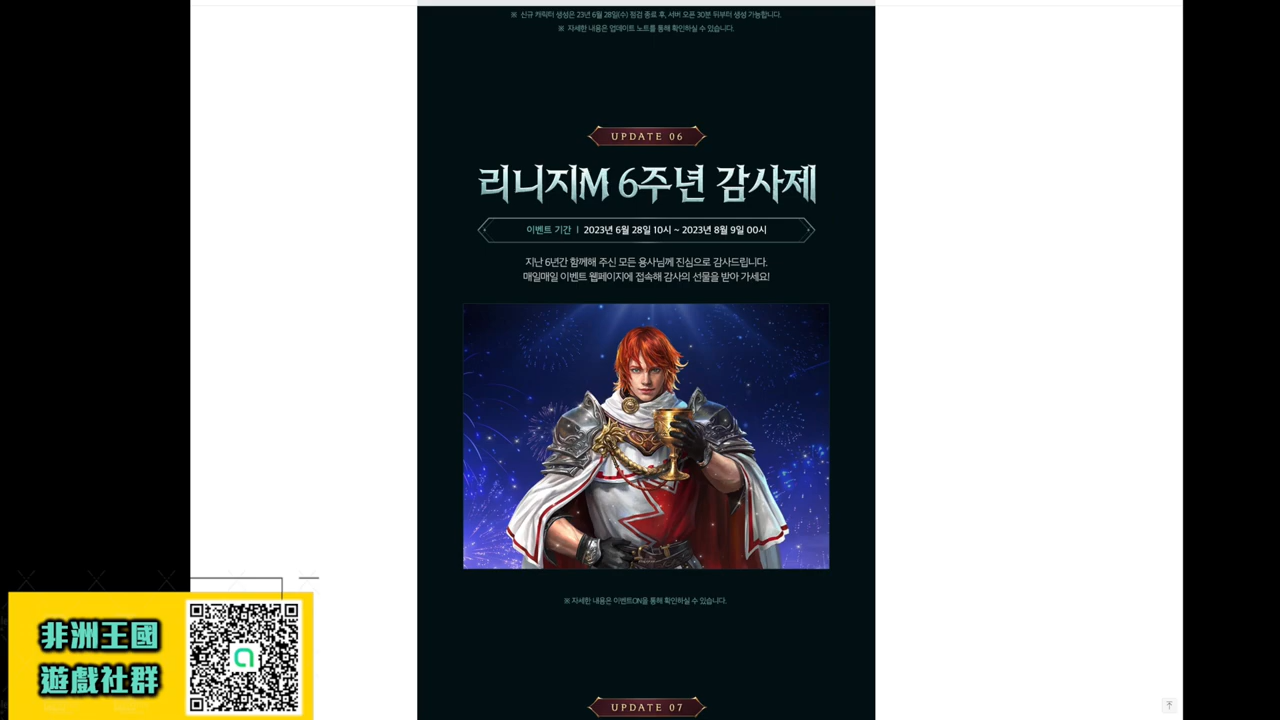 ※ 신규 캐릭터 생성은 23년 6월 28일(수) 점검 종료 후, 서버 오픈 30분 뒤부터 생성 가능합니다.
※ 자세한 내용은 업데이트 노트를 통해 확인하실 수 있습니다.
UPDATE 06
리니지M 6주년 감사제
이벤트 기간 | 2023년 6월 28일 10시 ~ 2023년 8월 9일 00시
지난 6년간 함께해 주신 모든 용사님께 진심으로 감사드립니다.
매일매일 이벤트 웹페이지에 접속해 감사의 선물을 받아 가세요!
※ 자세한 내용은 이벤트ON을 통해 확인하실 수 있습니다.
非洲王國
遊戲社群
UPDATE 07